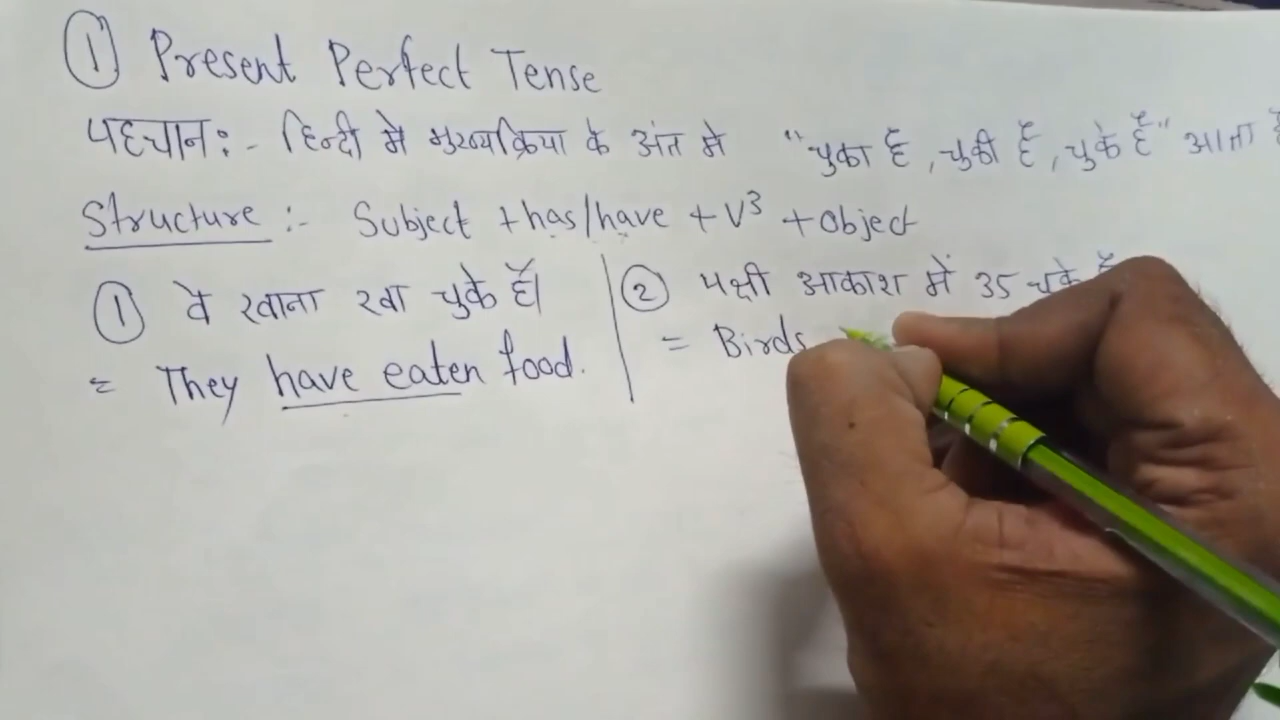 ① Present Perfect Tense
पहचान:- हिन्दी में मुख्यक्रिया के अंत में "चुका है, चुकी है, चुके हैं" आता है
Structure :- Subject + has/have + V³ + Object
① वे खाना खा चुके हैं।
= They have eaten food.
② पक्षी आकाश में उड़ चुके हैं
= Birds